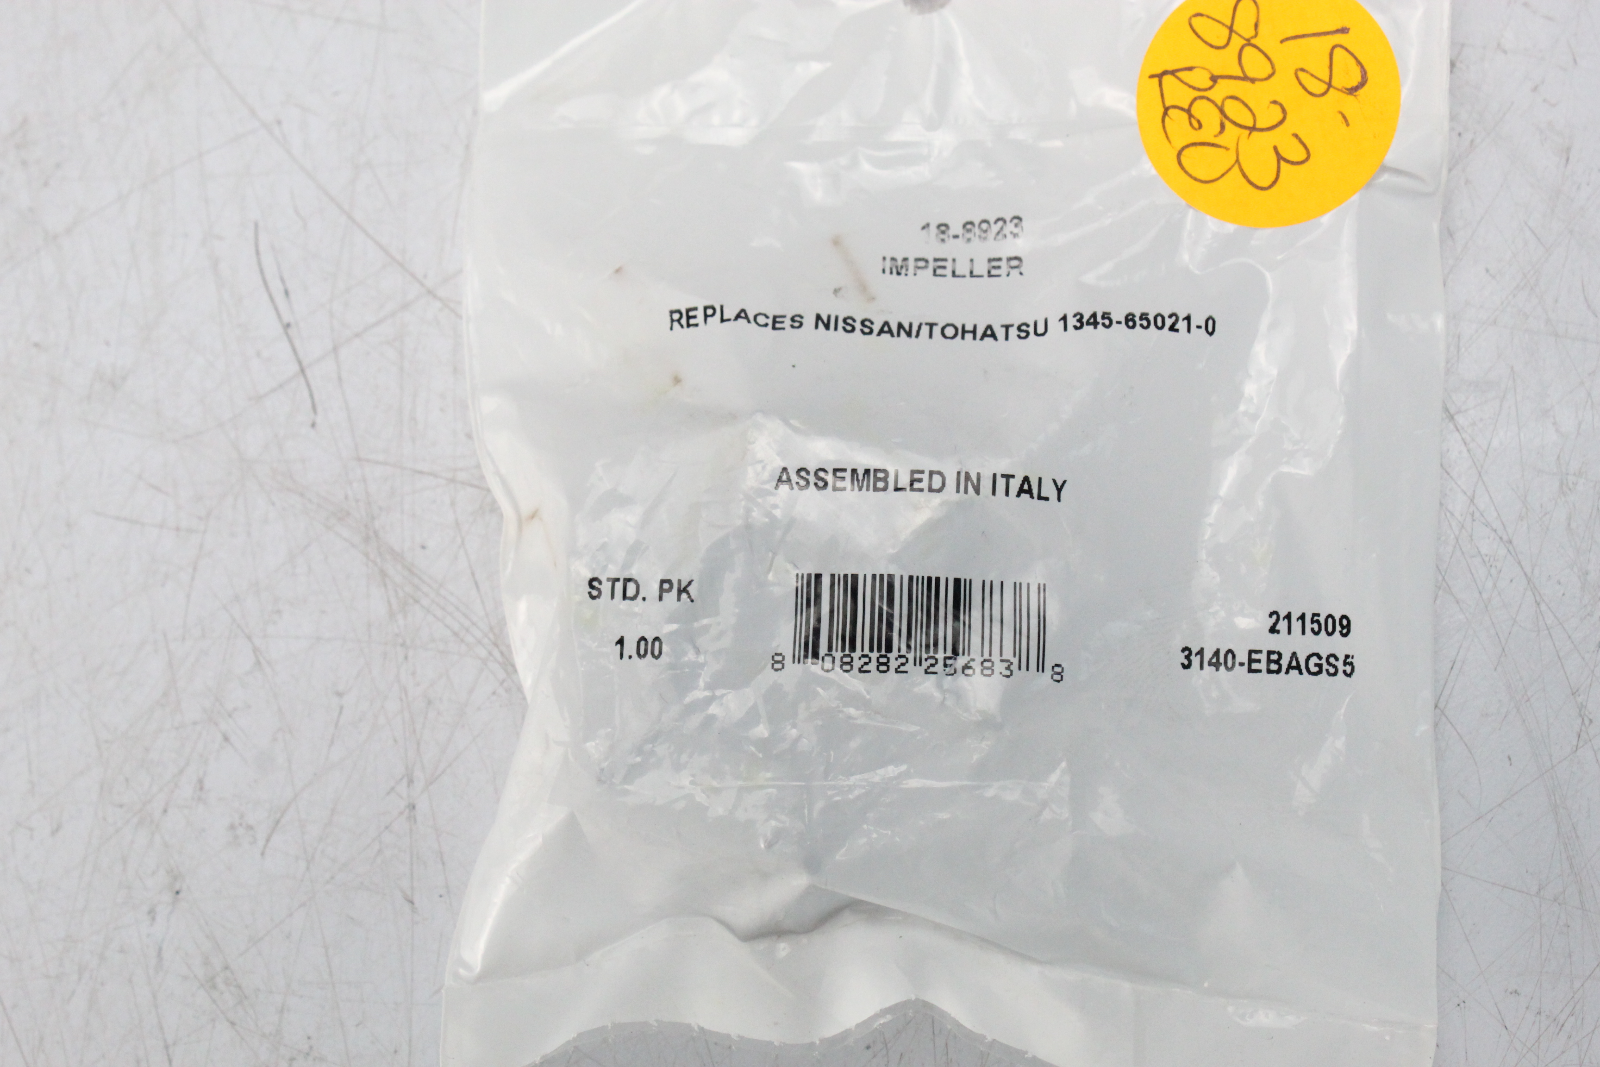 18-
8923
RED
18-8923
IMPELLER
REPLACES NISSAN/TOHATSU 1345-65021-0
ASSEMBLED IN ITALY
STD. PK
1.00
8 08282 25683 8
211509
3140-EBAGS5